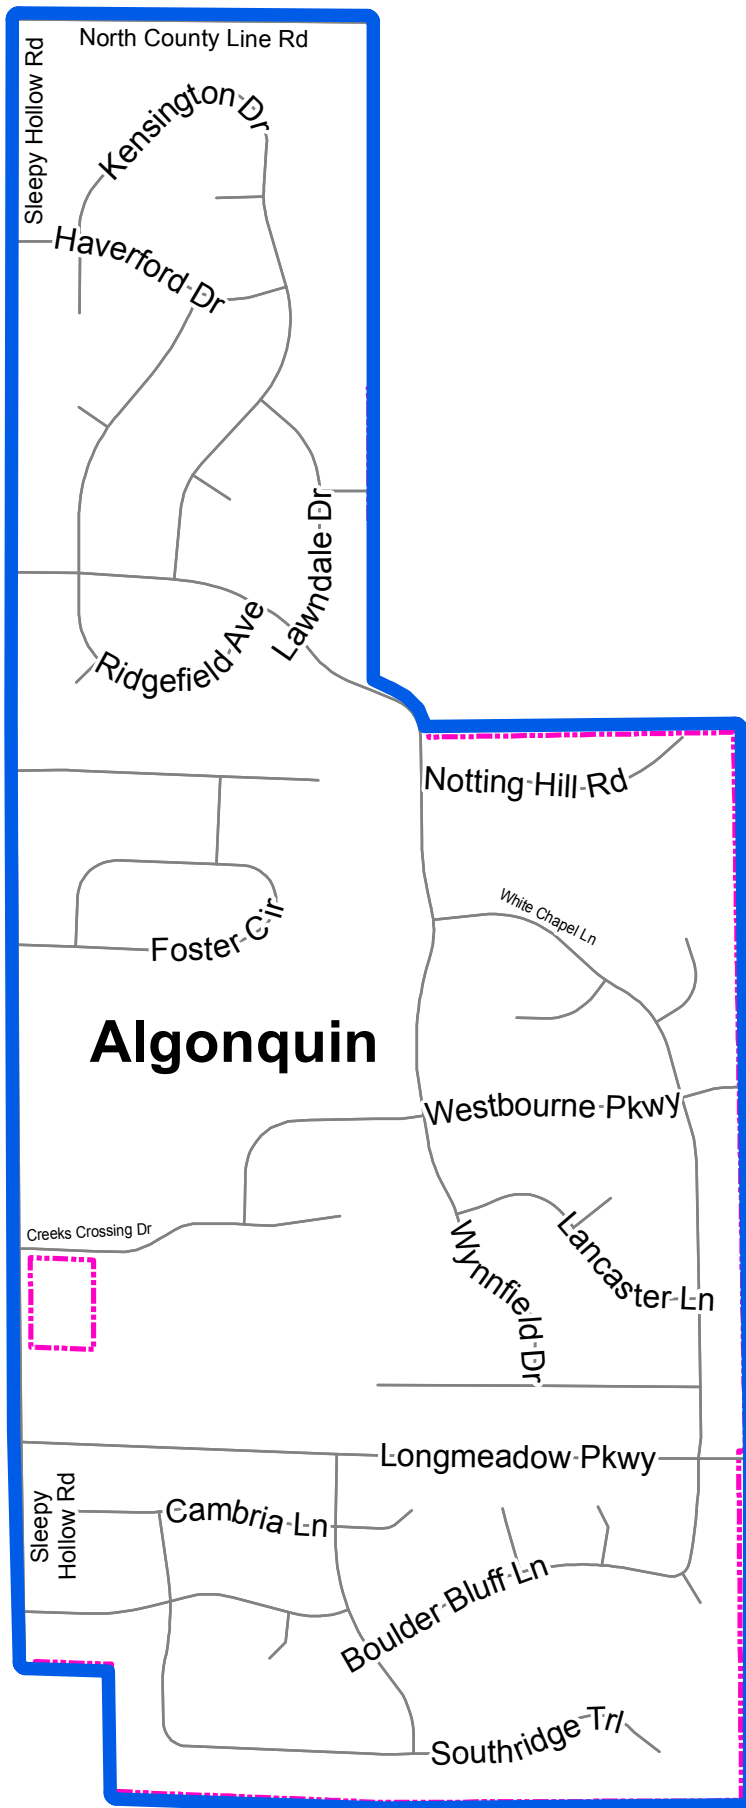 North County Line Rd
Sleepy Hollow Rd
Kensington Dr
Haverford Dr
Lawndale Dr
Ridgefield Ave
Notting Hill Rd
White Chapel Ln
Foster Cir
Algonquin
Westbourne Pkwy
Creeks Crossing Dr
Lancaster Ln
Wynnfield Dr
Longmeadow Pkwy
Sleepy
Hollow Rd
Cambria Ln
Boulder Bluff Ln
Southridge Trl